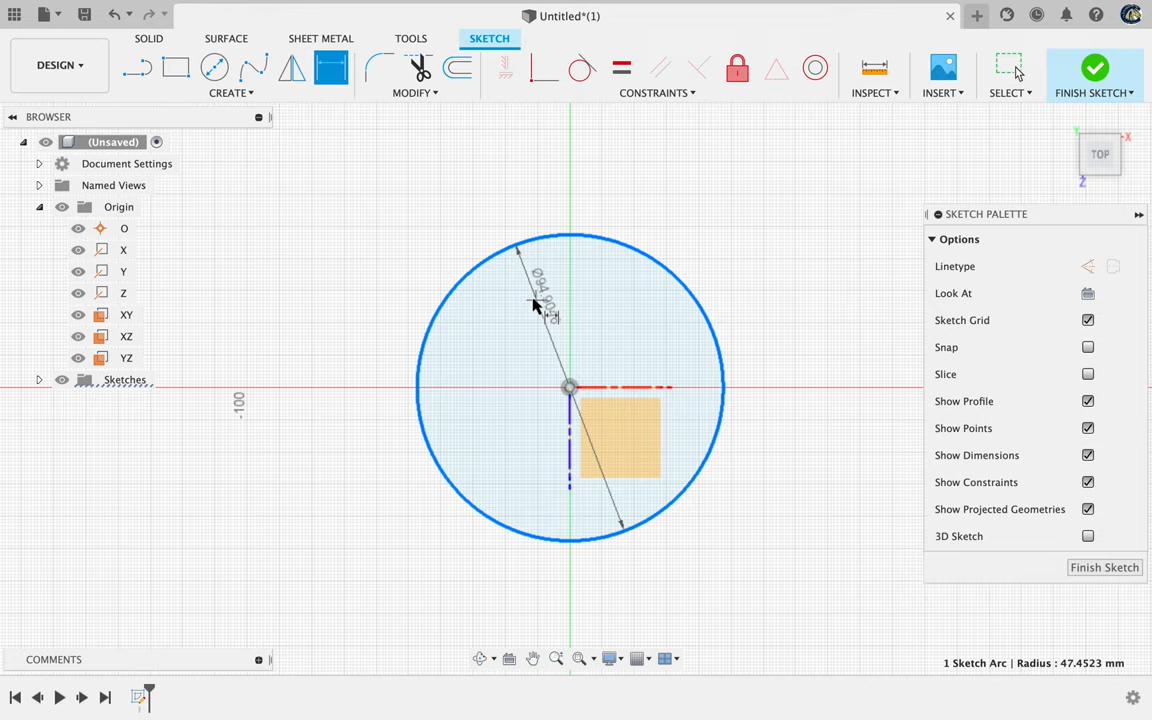 Untitled*(1)
SOLID
SURFACE
SHEET METAL
TOOLS
SKETCH
DESIGN
CREATE
MODIFY
CONSTRAINTS
INSPECT
INSERT
SELECT
FINISH SKETCH
BROWSER
(Unsaved)
Document Settings
Named Views
Origin
O
X
Y
Z
XY
XZ
YZ
Sketches
-100
TOP
Y
X
Z
SKETCH PALETTE
Options
Linetype
Look At
Sketch Grid
Snap
Slice
Show Profile
Show Points
Show Dimensions
Show Constraints
Show Projected Geometries
3D Sketch
Finish Sketch
COMMENTS
1 Sketch Arc | Radius : 47.4523 mm